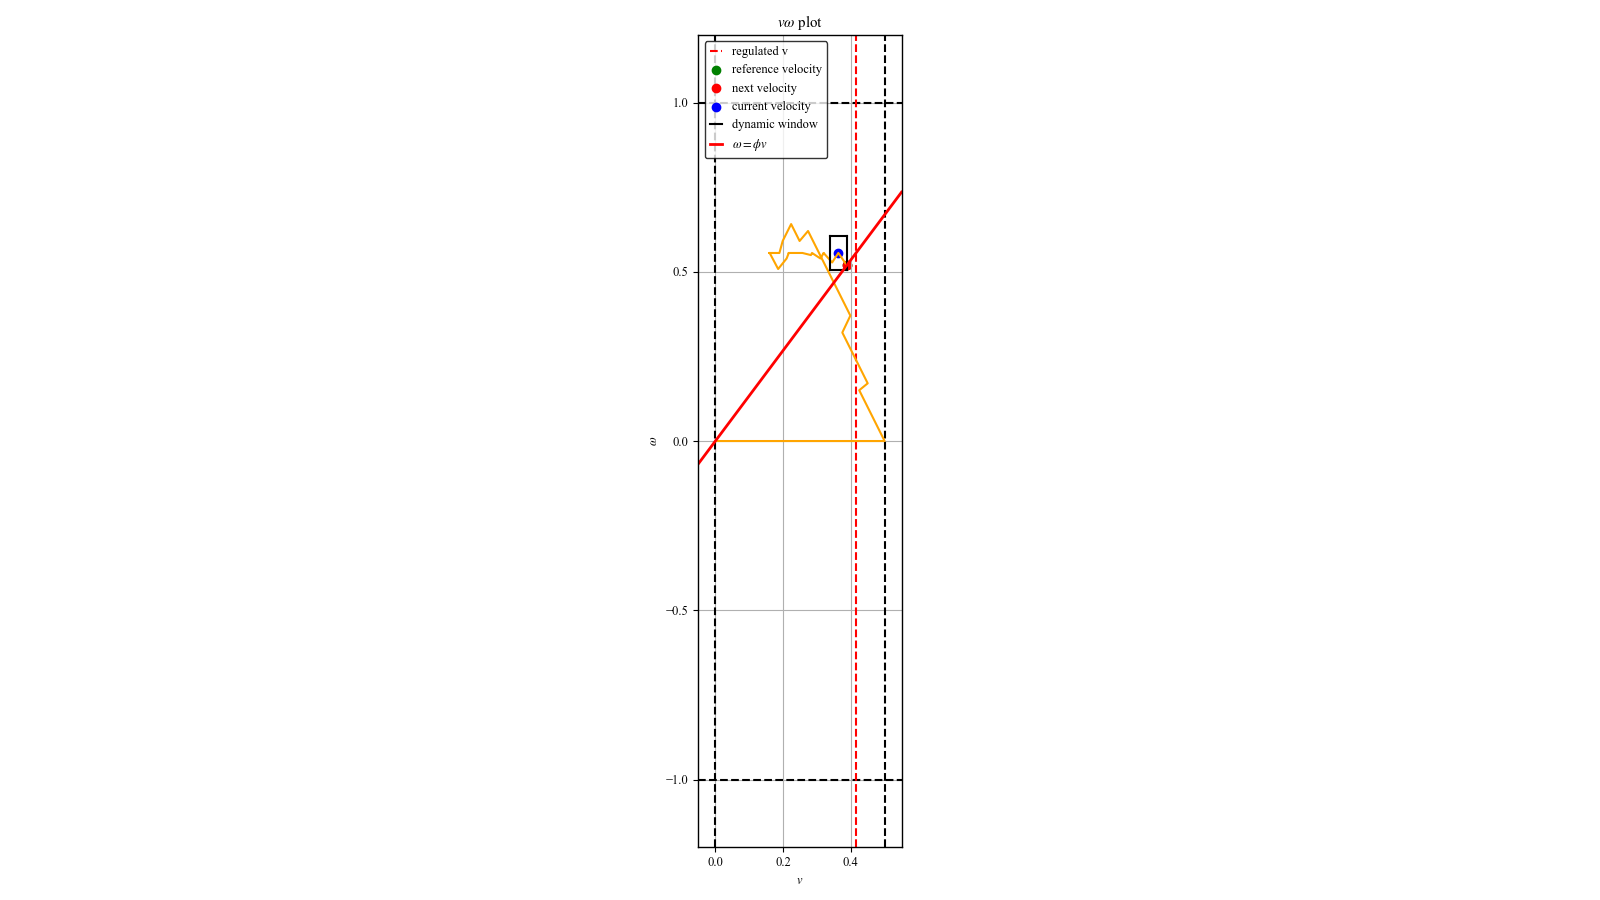 vω plot
regulated v
reference velocity
next velocity
current velocity
dynamic window
ω = ϕv
1.0
0.5
0.0
−0.5
−1.0
ω
0.0 0.2 0.4
v